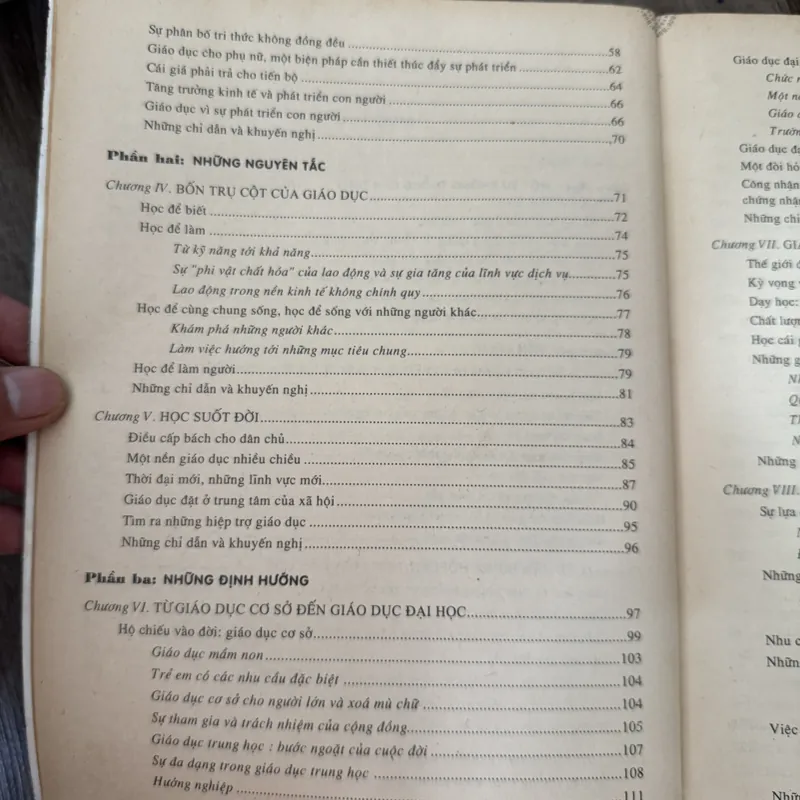 Sự phân bố tri thức không đồng đều ... 58
Giáo dục cho phụ nữ, một biện pháp cần thiết thúc đẩy sự phát triển ... 62
Cái giá phải trả cho tiến bộ ... 64
Tăng trưởng kinh tế và phát triển con người ... 66
Giáo dục vì sự phát triển con người ... 66
Những chỉ dẫn và khuyến nghị ... 70
Phần hai: NHỮNG NGUYÊN TẮC
Chương IV. BỐN TRỤ CỘT CỦA GIÁO DỤC ... 71
Học để biết ... 72
Học để làm ... 74
Từ kỹ năng tới khả năng ... 75
Sự "phi vật chất hóa" của lao động và sự gia tăng của lĩnh vực dịch vụ ... 75
Lao động trong nền kinh tế không chính quy ... 76
Học để cùng chung sống, học để sống với những người khác ... 77
Khám phá những người khác ... 78
Làm việc hướng tới những mục tiêu chung ... 79
Học để làm người ... 79
Những chỉ dẫn và khuyến nghị ... 81
Chương V. HỌC SUỐT ĐỜI ... 83
Điều cấp bách cho dân chủ ... 84
Một nền giáo dục nhiều chiều ... 85
Thời đại mới, những lĩnh vực mới ... 87
Giáo dục đặt ở trung tâm của xã hội ... 90
Tìm ra những hiệp trợ giáo dục ... 95
Những chỉ dẫn và khuyến nghị ... 96
Phần ba: NHỮNG ĐỊNH HƯỚNG
Chương VI. TỪ GIÁO DỤC CƠ SỞ ĐẾN GIÁO DỤC ĐẠI HỌC ... 97
Hộ chiếu vào đời: giáo dục cơ sở ... 99
Giáo dục mầm non ... 103
Trẻ em có các nhu cầu đặc biệt ... 104
Giáo dục cơ sở cho người lớn và xoá mù chữ ... 104
Sự tham gia và trách nhiệm của cộng đồng ... 105
Giáo dục trung học : bước ngoặt của cuộc đời ... 107
Sự đa dạng trong giáo dục trung học ... 108
Hướng nghiệp ... 111
Giáo dục đại
Chức
Một
Giáo
Trườn
Giáo dục
Một đòi hỏ
Công nhận
chứng nhận
Những chỉ
Chương VII. GI
Thế giới
Kỳ vọng
Dạy học:
Chất lượn
Học cái
Những
Những
Chương VIII.
Sự lựa
Những
Nhu
Những
Việc
Nhữ